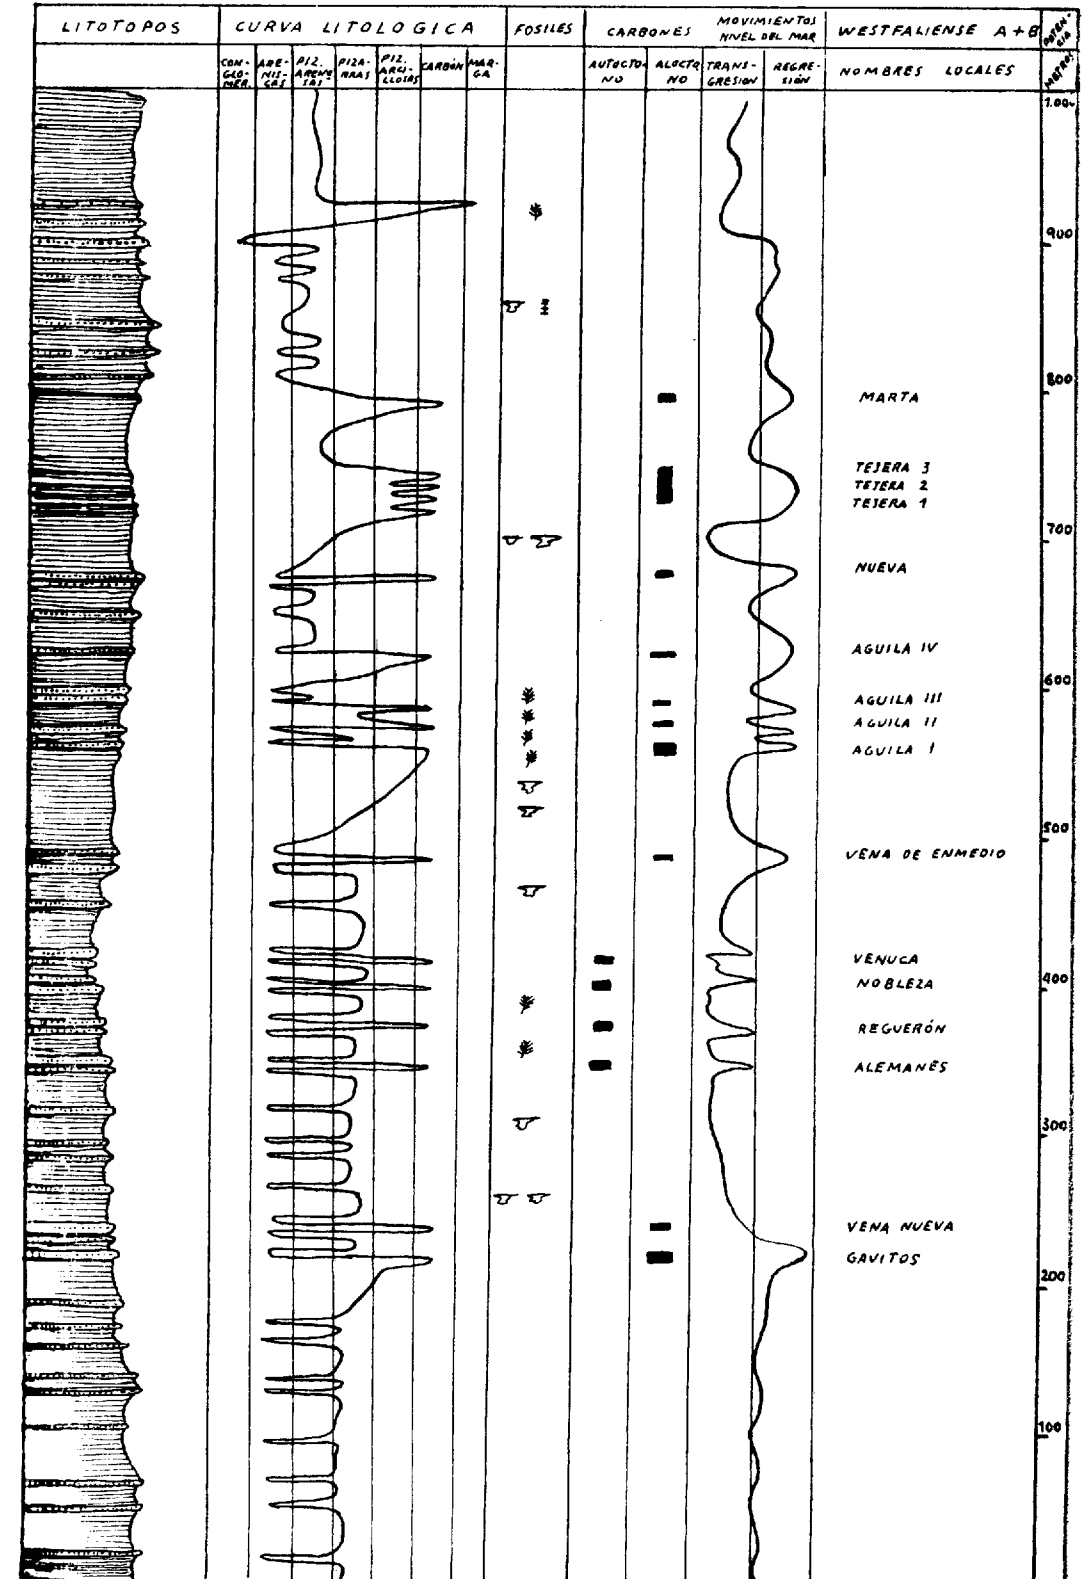 LITOTOPOS
CURVA LITOLOGICA
FOSILES
CARBONES
MOVIMIENTOS
NIVEL DEL MAR
WESTFALIENSE A+B
POTEN-
CIA
CON-
GLO-
MER.
ARE-
NIS-
CAS
PIZ.
ARENO
SAS
PIZA-
RRAS
PIZ.
ARCI-
LLOSAS
CARBÓN
MAR-
GA
AUTOCTO-
NO
ALOCTO
NO
TRANS-
GRESION
REGRE-
SIÓN
NOMBRES LOCALES
METROS
1.000
900
800
MARTA
TEJERA 3
TEJERA 2
TEJERA 1
700
NUEVA
AGUILA IV
600
AGUILA III
AGUILA II
AGUILA I
500
VENA DE ENMEDIO
VENUCA
NOBLEZA
400
REGUERÓN
ALEMANES
300
VENA NUEVA
GAVITOS
200
100